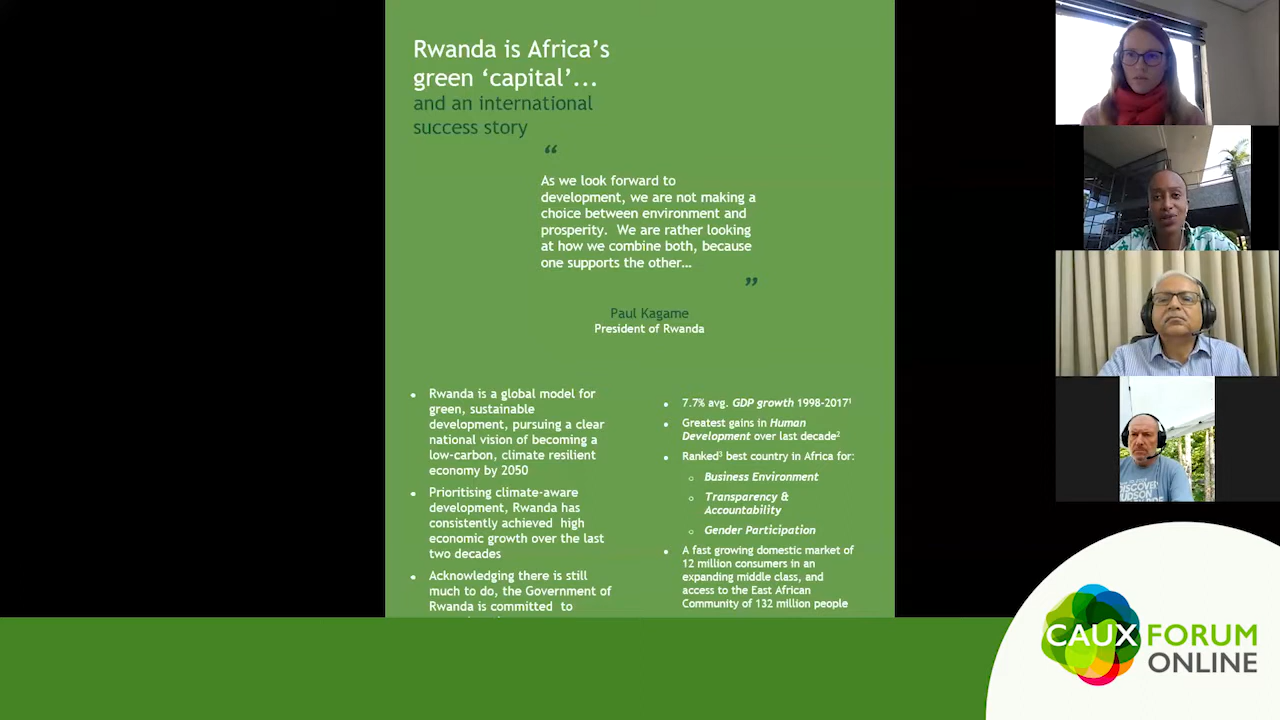 Rwanda is Africa's
green 'capital'...
and an international
success story
“
As we look forward to
development, we are not making a
choice between environment and
prosperity. We are rather looking
at how we combine both, because
one supports the other…
”
Paul Kagame
President of Rwanda
• Rwanda is a global model for
green, sustainable
development, pursuing a clear
national vision of becoming a
low-carbon, climate resilient
economy by 2050
• Prioritising climate-aware
development, Rwanda has
consistently achieved high
economic growth over the last
two decades
• Acknowledging there is still
much to do, the Government of
Rwanda is committed to
• 7.7% avg. GDP growth 1998-2017¹
• Greatest gains in Human
Development over last decade²
• Ranked³ best country in Africa for:
o Business Environment
o Transparency &
Accountability
o Gender Participation
• A fast growing domestic market of
12 million consumers in an
expanding middle class, and
access to the East African
Community of 132 million people
DISCOVER
HUDSON
CAUX FORUM
ONLINE